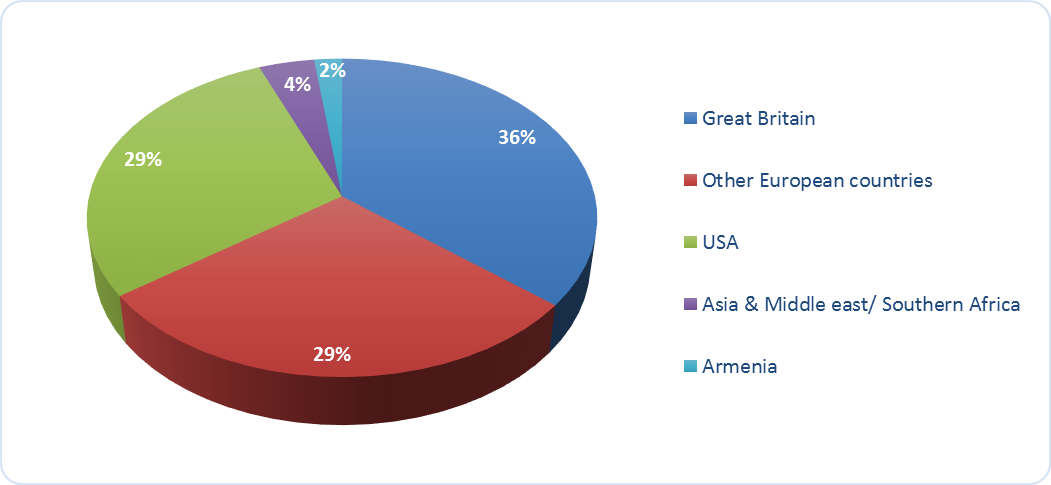 2%
4%
36%
29%
29%
Great Britain
Other European countries
USA
Asia & Middle east/ Southern Africa
Armenia